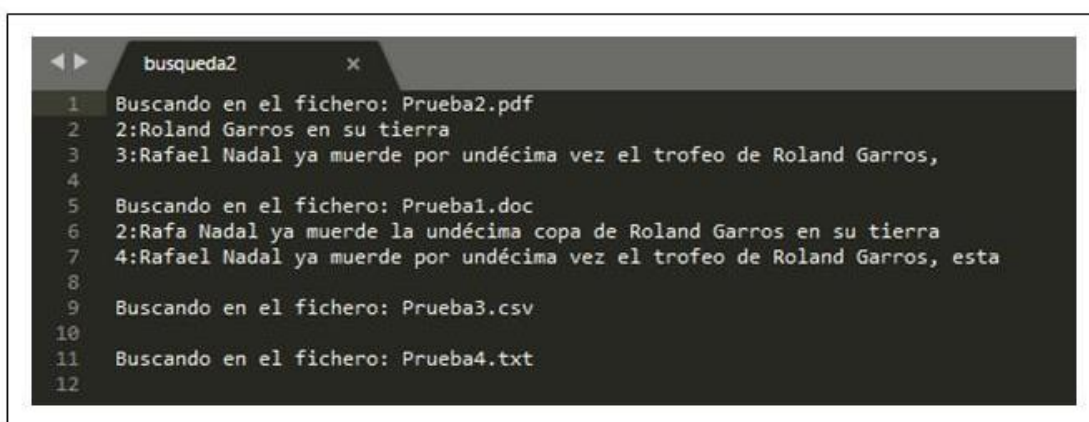 busqueda2 ×
1 Buscando en el fichero: Prueba2.pdf
2 2:Roland Garros en su tierra
3 3:Rafael Nadal ya muerde por undécima vez el trofeo de Roland Garros,
4
5 Buscando en el fichero: Prueba1.doc
6 2:Rafa Nadal ya muerde la undécima copa de Roland Garros en su tierra
7 4:Rafael Nadal ya muerde por undécima vez el trofeo de Roland Garros, esta
8
9 Buscando en el fichero: Prueba3.csv
10
11 Buscando en el fichero: Prueba4.txt
12